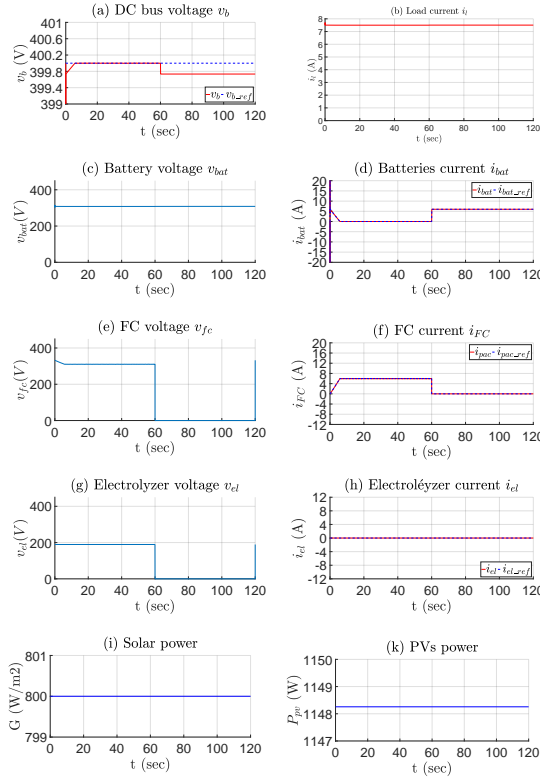 (a) DC bus voltage v_b
401
400.2
399.8
399.4
399
v_b (V)
v_b - v_b_ref
0 20 40 60 80 100 120
t (sec)
(b) Load current i_l
8
7
6
5
4
3
2
1
0
i_l (A)
0 20 40 60 80 100 120
t (sec)
(c) Battery voltage v_bat
400
200
0
v_bat(V)
0 20 40 60 80 100 120
t (sec)
(d) Batteries current i_bat
20
15
10
5
0
-5
-10
-15
-20
i_bat (A)
i_bat - i_bat_ref
0 20 40 60 80 100 120
t (sec)
(e) FC voltage v_fc
400
200
0
v_fc(V)
0 20 40 60 80 100 120
t (sec)
(f) FC current i_FC
20
16
12
8
4
0
-4
-8
-12
i_FC (A)
i_pac - i_pac_ref
0 20 40 60 80 100 120
t (sec)
(g) Electrolyzer voltage v_el
400
200
0
v_el(V)
0 20 40 60 80 100 120
t (sec)
(h) Electroléyzer current i_el
12
8
4
0
-4
-8
-12
i_el (A)
i_el - i_el_ref
0 20 40 60 80 100 120
t (sec)
(i) Solar power
801
800
799
G (W/m2)
0 20 40 60 80 100 120
t (sec)
(k) PVs power
1150
1149
1148
1147
P_pv (W)
0 20 40 60 80 100 120
t (sec)